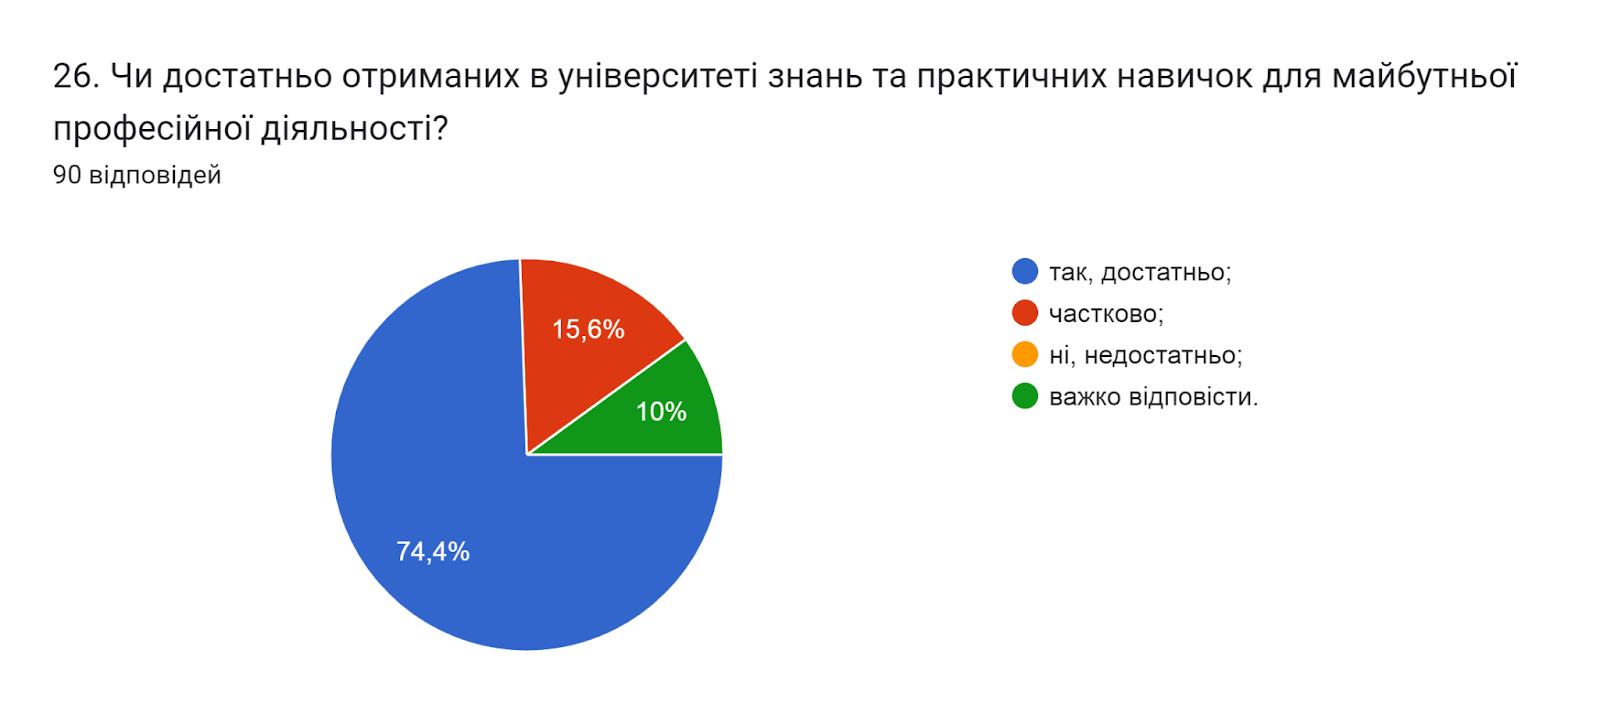 26. Чи достатньо отриманих в університеті знань та практичних навичок для майбутньої
професійної діяльності?
90 відповідей
так, достатньо;
частково;
ні, недостатньо;
важко відповісти.
15,6%
10%
74,4%